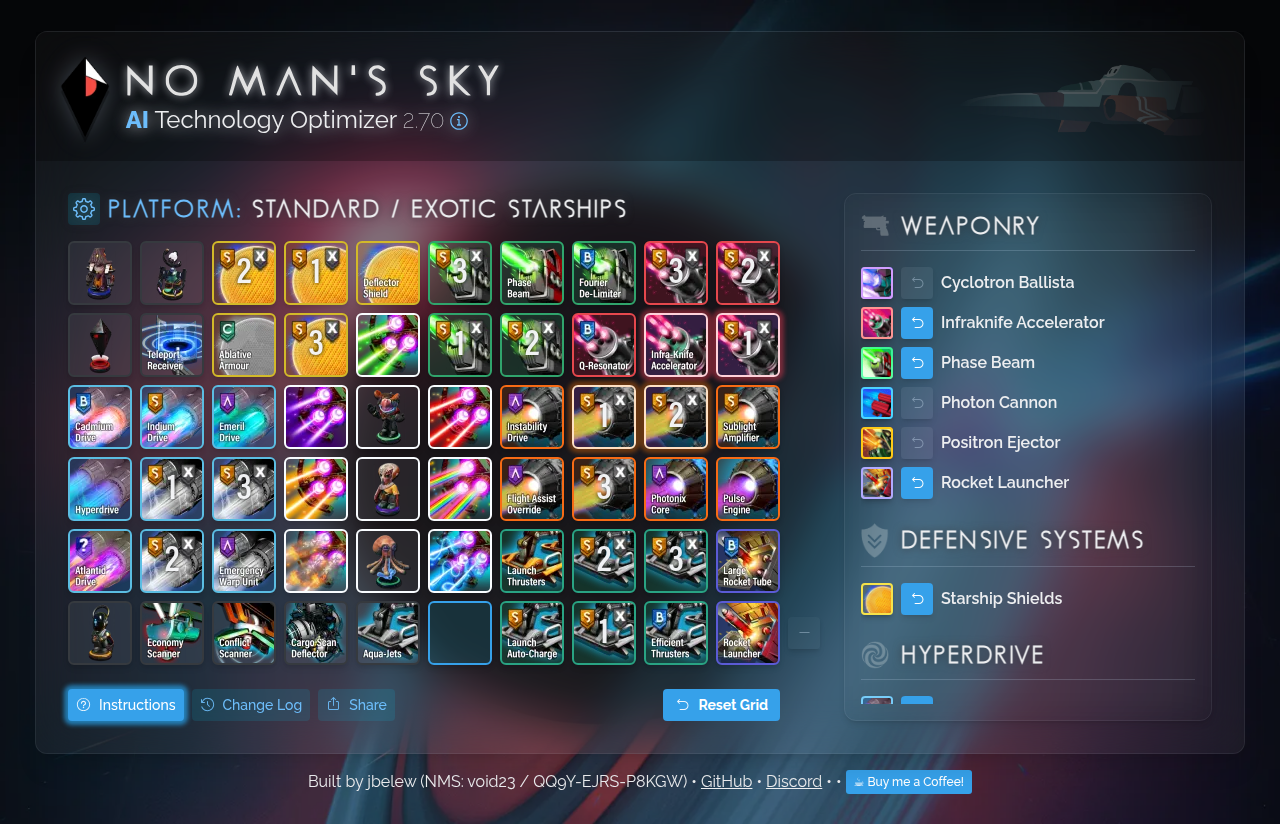 NO MAN'S SKY
AI Technology Optimizer 2.70
PLATFORM: STANDARD / EXOTIC STARSHIPS
S 2 X
S 1 X
Deflector
Shield
S 3 X
Phase
Beam
B
Fourier
De-Limiter
S 3 X
S 2 X
Teleport
Receiver
C
Ablative
Armour
S 3 X
S 1 X
S 2 X
B
Q-Resonator
Infra-Knife
Accelerator
S 1 X
B
Cadmium
Drive
S
Indium
Drive
A
Emeril
Drive
A
Instability
Drive
S 1 X
S 2 X
S
Sublight
Amplifier
Hyperdrive
S 1 X
S 3 X
A
Flight Assist
Override
S 3 X
A
Photonix
Core
Pulse
Engine
?
Atlantid
Drive
S 2 X
A
Emergency
Warp Unit
Launch
Thrusters
S 2 X
S 3 X
B
Large
Rocket Tube
Economy
Scanner
Conflict
Scanner
Cargo Scan
Deflector
Aqua-Jets
S
Launch
Auto-Charge
S 1 X
B
Efficient
Thrusters
Rocket
Launcher
Instructions
Change Log
Share
Reset Grid
WEAPONRY
Cyclotron Ballista
Infraknife Accelerator
Phase Beam
Photon Cannon
Positron Ejector
Rocket Launcher
DEFENSIVE SYSTEMS
Starship Shields
HYPERDRIVE
Built by jbelew (NMS: void23 / QQ9Y-EJRS-P8KGW) • GitHub • Discord • • Buy me a Coffee!